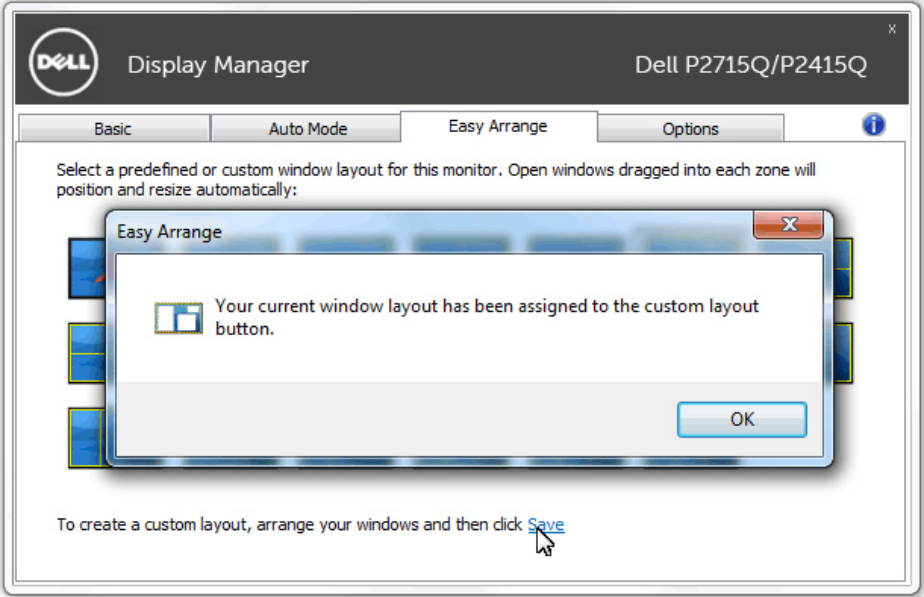 DELL
Display Manager
Dell P2715Q/P2415Q
x
Basic
Auto Mode
Easy Arrange
Options
i
Select a predefined or custom window layout for this monitor. Open windows dragged into each zone will
position and resize automatically:
Easy Arrange
x
Your current window layout has been assigned to the custom layout
button.
OK
To create a custom layout, arrange your windows and then click Save